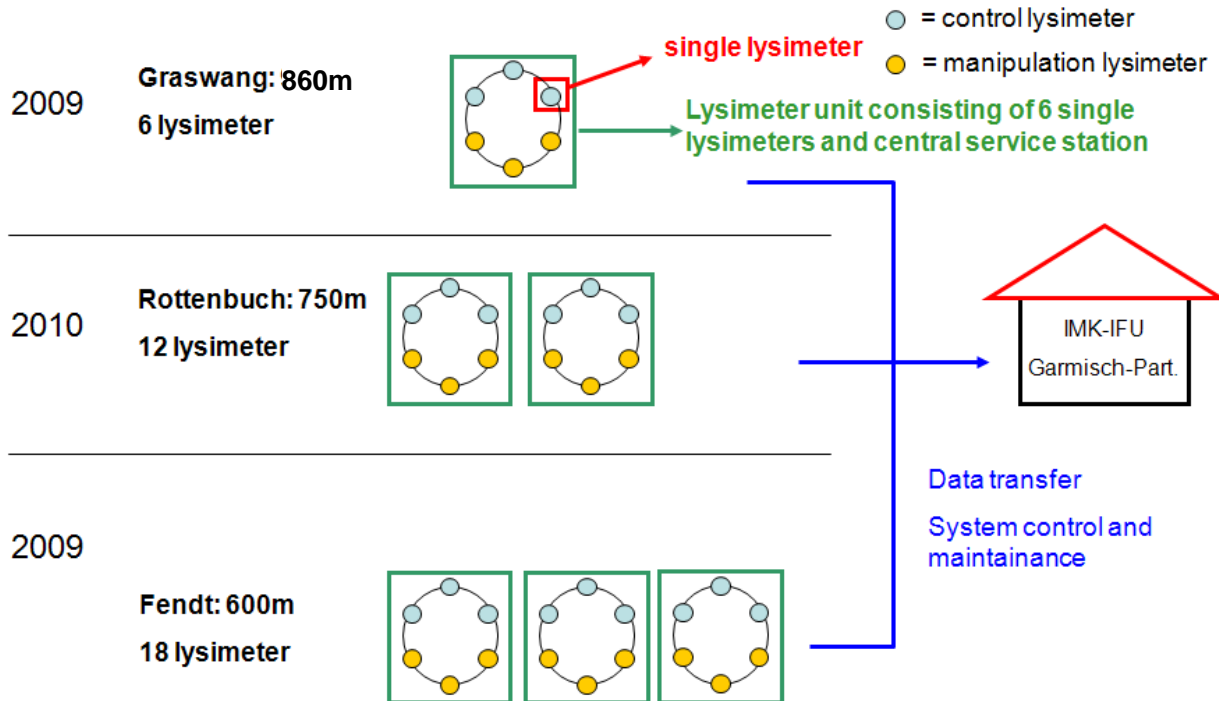 = control lysimeter
= manipulation lysimeter
single lysimeter
2009
Graswang: 860m
6 lysimeter
Lysimeter unit consisting of 6 single
lysimeters and central service station
2010
Rottenbuch: 750m
12 lysimeter
IMK-IFU
Garmisch-Part.
Data transfer
System control and
maintainance
2009
Fendt: 600m
18 lysimeter